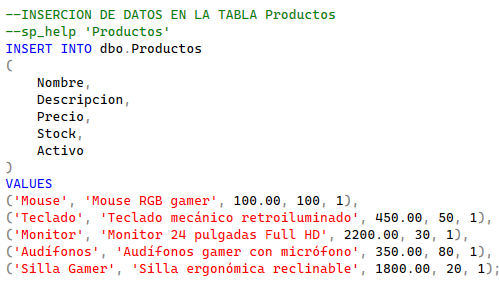 --INSERCION DE DATOS EN LA TABLA Productos
--sp_help 'Productos'
INSERT INTO dbo.Productos
(
    Nombre,
    Descripcion,
    Precio,
    Stock,
    Activo
)
VALUES
('Mouse', 'Mouse RGB gamer', 100.00, 100, 1),
('Teclado', 'Teclado mecánico retroiluminado', 450.00, 50, 1),
('Monitor', 'Monitor 24 pulgadas Full HD', 2200.00, 30, 1),
('Audífonos', 'Audífonos gamer con micrófono', 350.00, 80, 1),
('Silla Gamer', 'Silla ergonómica reclinable', 1800.00, 20, 1);